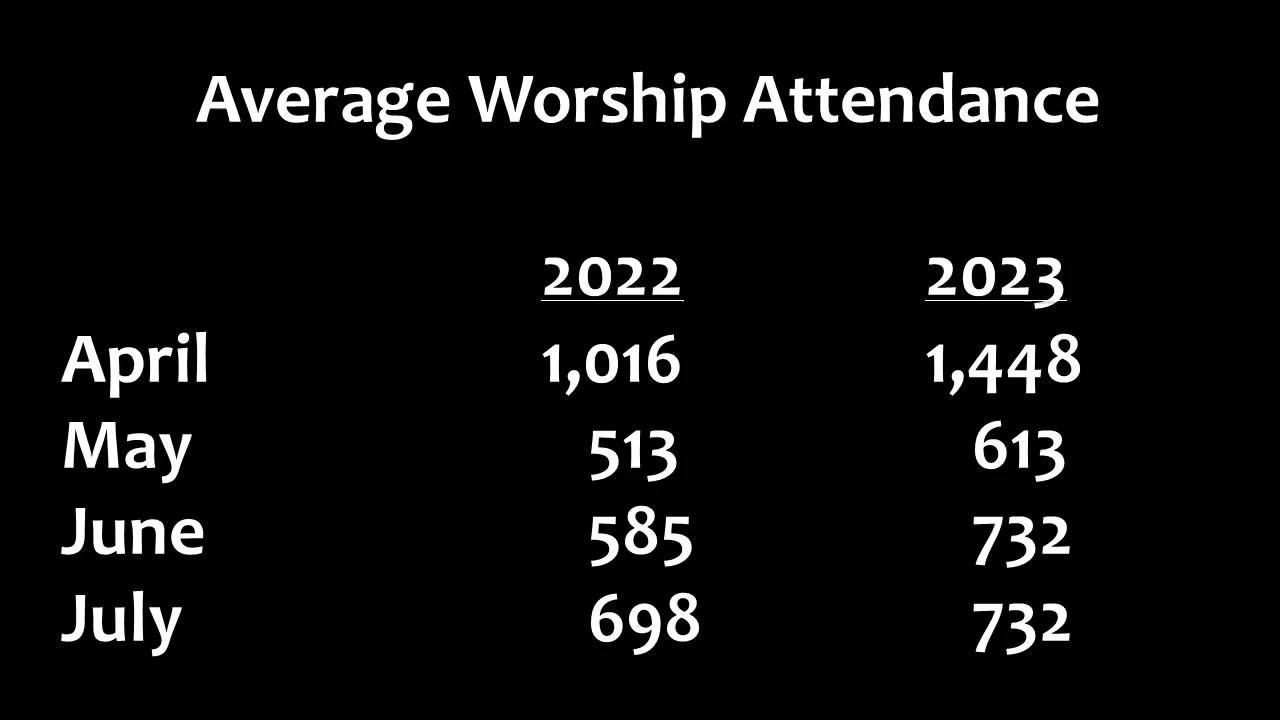 Average Worship Attendance
2022 2023
April 1,016 1,448
May 513 613
June 585 732
July 698 732